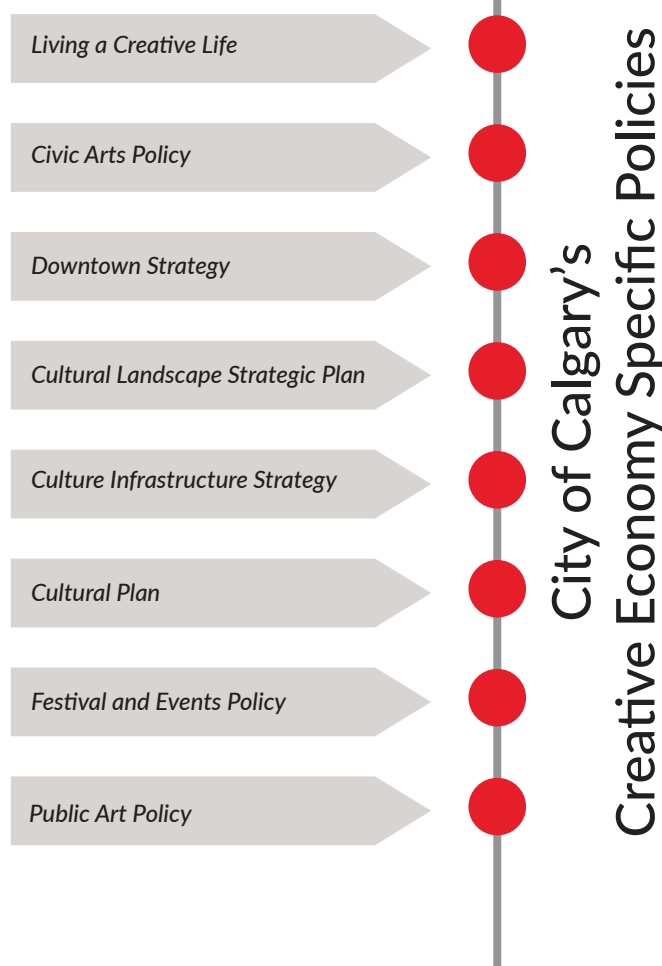 Living a Creative Life
Civic Arts Policy
Downtown Strategy
Cultural Landscape Strategic Plan
Culture Infrastructure Strategy
Cultural Plan
Festival and Events Policy
Public Art Policy
City of Calgary’s
Creative Economy Specific Policies